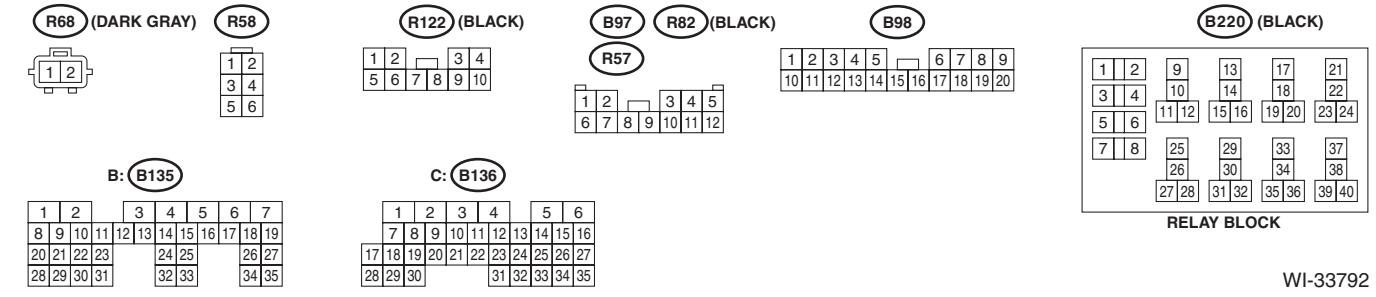 R68 (DARK GRAY) R58 R122 (BLACK) B97 R82 (BLACK) B98 B220 (BLACK)
R57
1 2
1 2
3 4
5 6
1 2 3 4
5 6 7 8 9 10
1 2 3 4 5
6 7 8 9 10 11 12
1 2 3 4 5 6 7 8 9
10 11 12 13 14 15 16 17 18 19 20
1 2 9 13 17 21
3 4 10 14 18 22
5 6 11 12 15 16 19 20 23 24
7 8 25 29 33 37
26 30 34 38
27 28 31 32 35 36 39 40
RELAY BLOCK
B: B135
1 2 3 4 5 6 7
8 9 10 11 12 13 14 15 16 17 18 19
20 21 22 23 24 25 26 27
28 29 30 31 32 33 34 35
C: B136
1 2 3 4 5 6
7 8 9 10 11 12 13 14 15 16
17 18 19 20 21 22 23 24 25 26 27
28 29 30 31 32 33 34 35
WI-33792